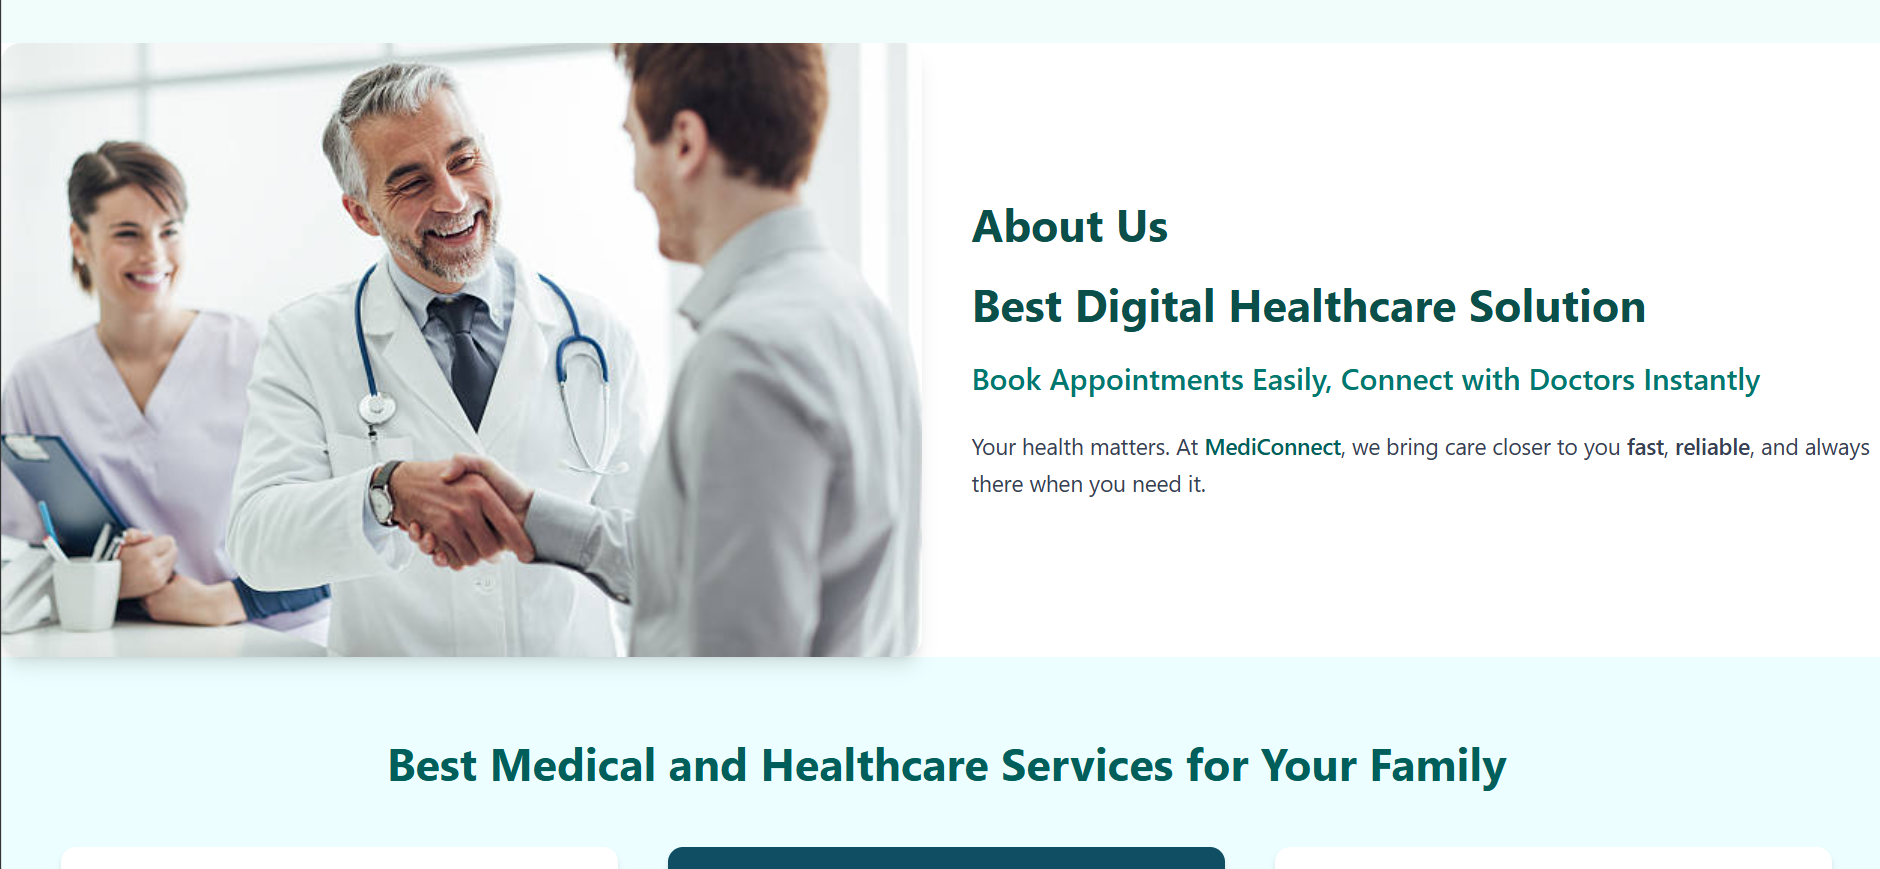 About Us
Best Digital Healthcare Solution
Book Appointments Easily, Connect with Doctors Instantly
Your health matters. At MediConnect, we bring care closer to you fast, reliable, and always
there when you need it.
Best Medical and Healthcare Services for Your Family